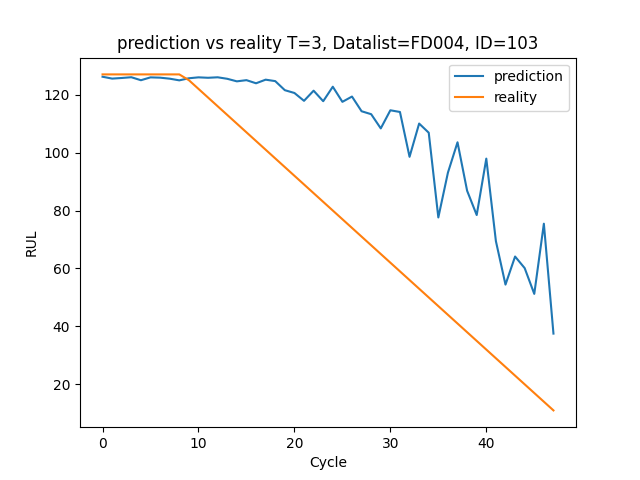 prediction vs reality T=3, Datalist=FD004, ID=103
prediction
reality
RUL
120
100
80
60
40
20
0
10
20
30
40
Cycle